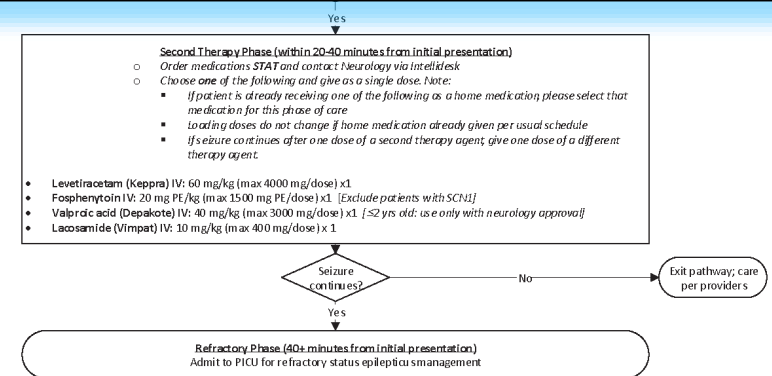 Yes
Second Therapy Phase (within 20-40 minutes from initial presentation)
o Order medications STAT and contact Neurology via Intellidesk
o Choose one of the following and give as a single dose. Note:
▪ If patient is already receiving one of the following as a home medication, please select that
medication for this phase of care
▪ Loading doses do not change if home medication already given per usual schedule
▪ If seizure continues after one dose of a second therapy agent, give one dose of a different
therapy agent.
• Levetiracetam (Keppra) IV: 60 mg/kg (max 4000 mg/dose) x1
• Fosphenytoin IV: 20 mg PE/kg (max 1500 mg PE/dose) x1 [Exclude patients with SCN1]
• Valproic acid (Depakote) IV: 40 mg/kg (max 3000 mg/dose) x1 [≤2 yrs old: use only with neurology approval]
• Lacosamide (Vimpat) IV: 10 mg/kg (max 400 mg/dose) x 1
Seizure
continues?
No
Exit pathway; care
per providers
Yes
Refractory Phase (40+ minutes from initial presentation)
Admit to PICU for refractory status epilepticus management